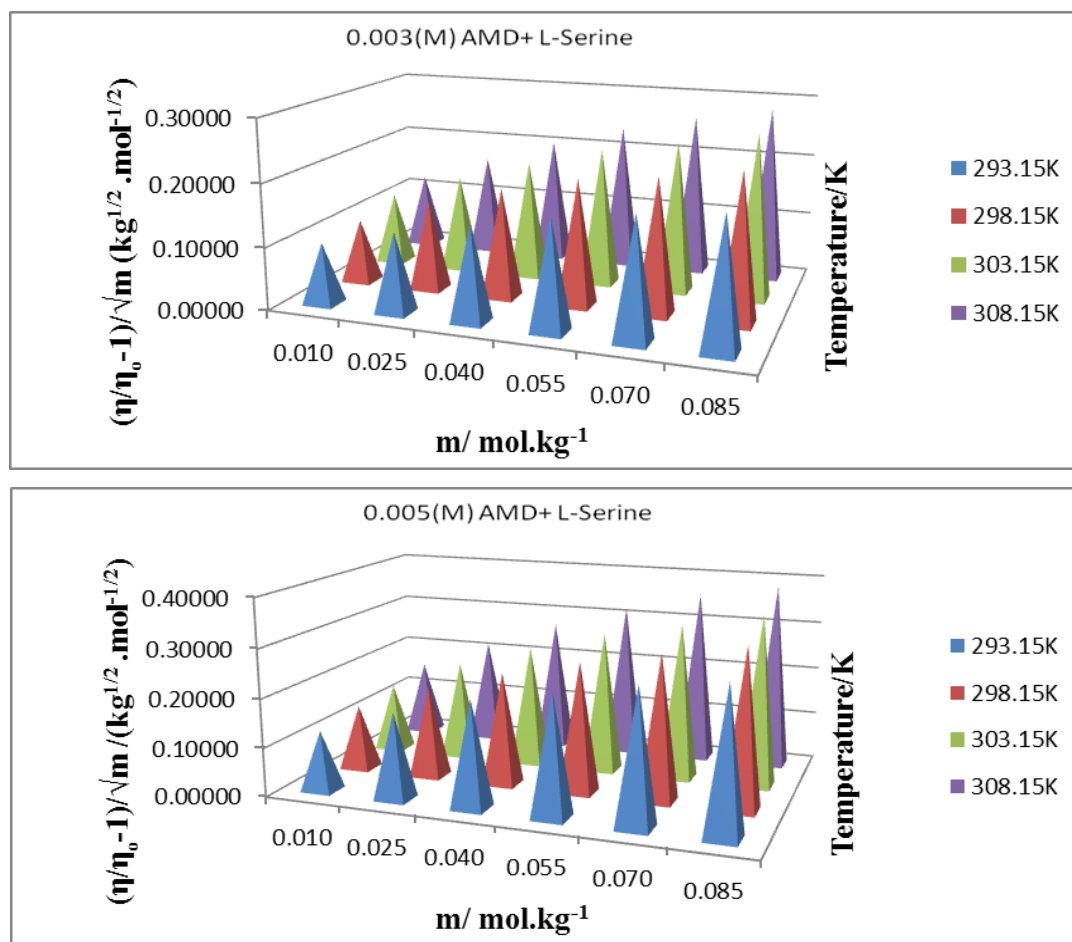 0.003(M) AMD+ L-Serine
(η/ηₒ-1)/√m (kg¹/² .mol⁻¹/²)
0.30000
0.20000
0.10000
0.00000
0.010
0.025
0.040
0.055
0.070
0.085
m/ mol.kg⁻¹
Temperature/K
293.15K
298.15K
303.15K
308.15K
0.005(M) AMD+ L-Serine
(η/ηₒ-1)/√m /(kg¹/² .mol⁻¹/²)
0.40000
0.30000
0.20000
0.10000
0.00000
0.010
0.025
0.040
0.055
0.070
0.085
m/ mol.kg⁻¹
Temperature/K
293.15K
298.15K
303.15K
308.15K